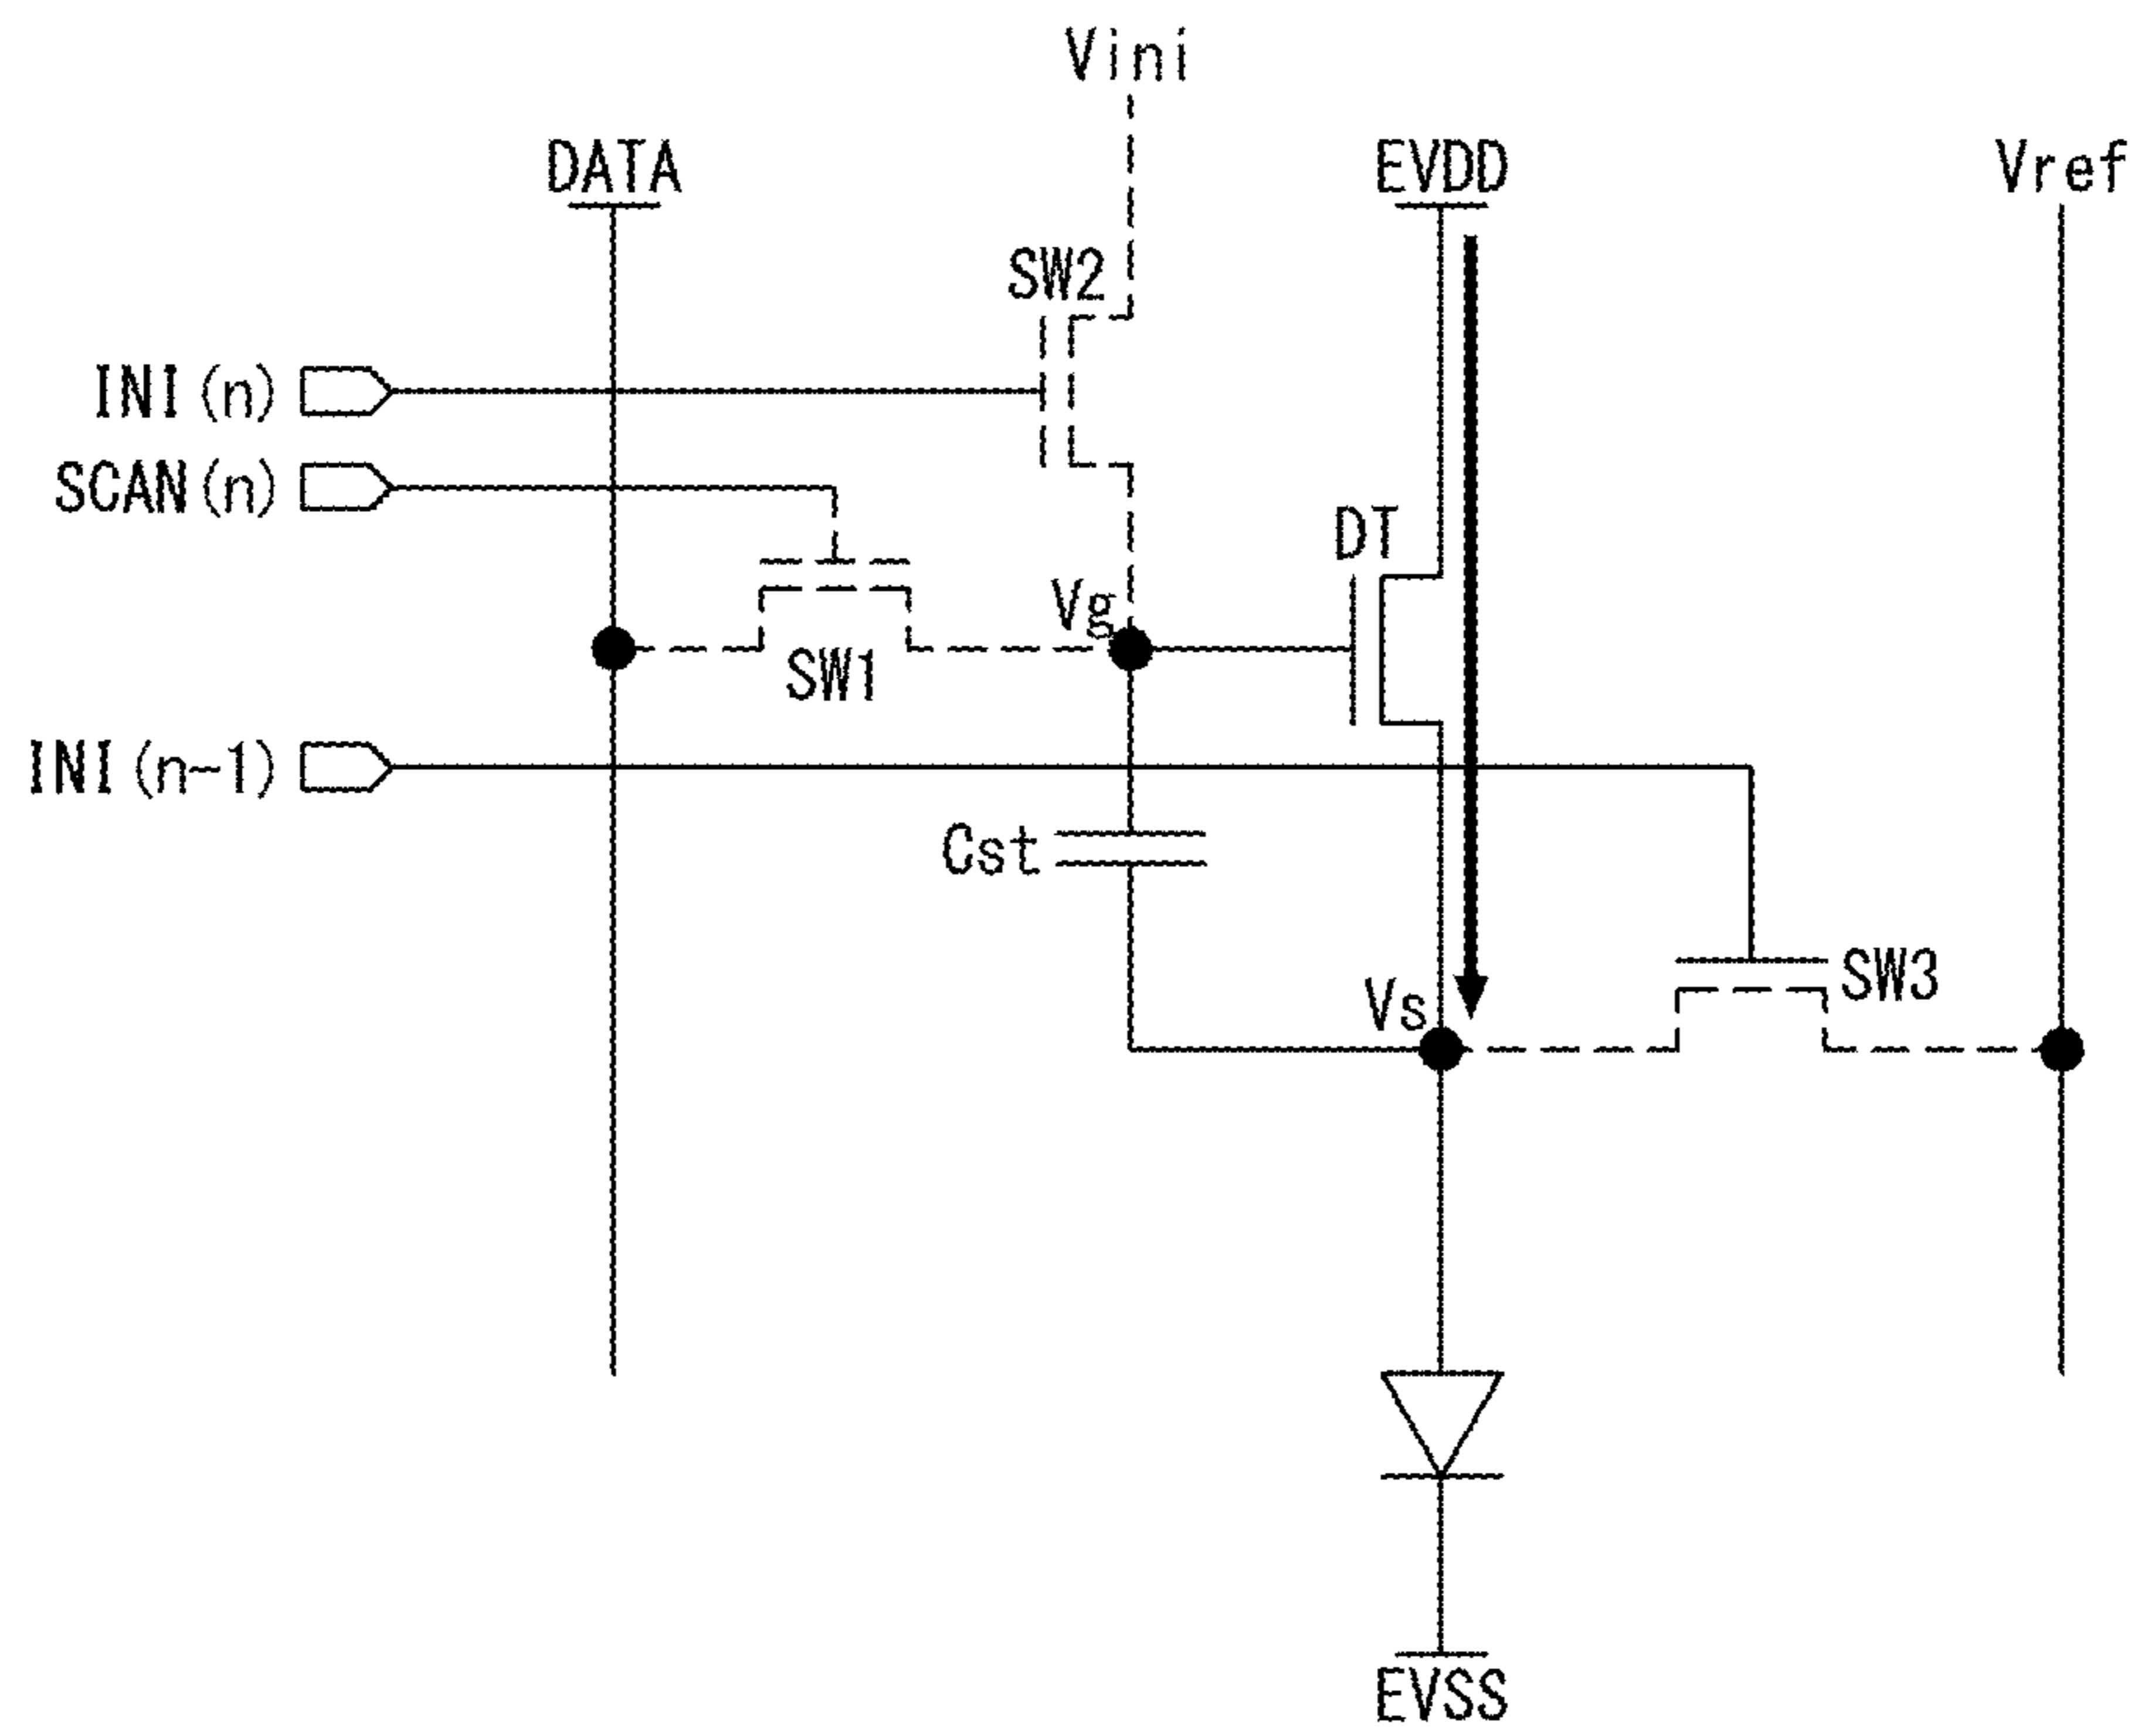 Vini
DATA
EVDD
Vref
SW2
INI(n)
SCAN(n)
DT
Vg
SW1
INI(n-1)
Cst
SW3
Vs
EVSS